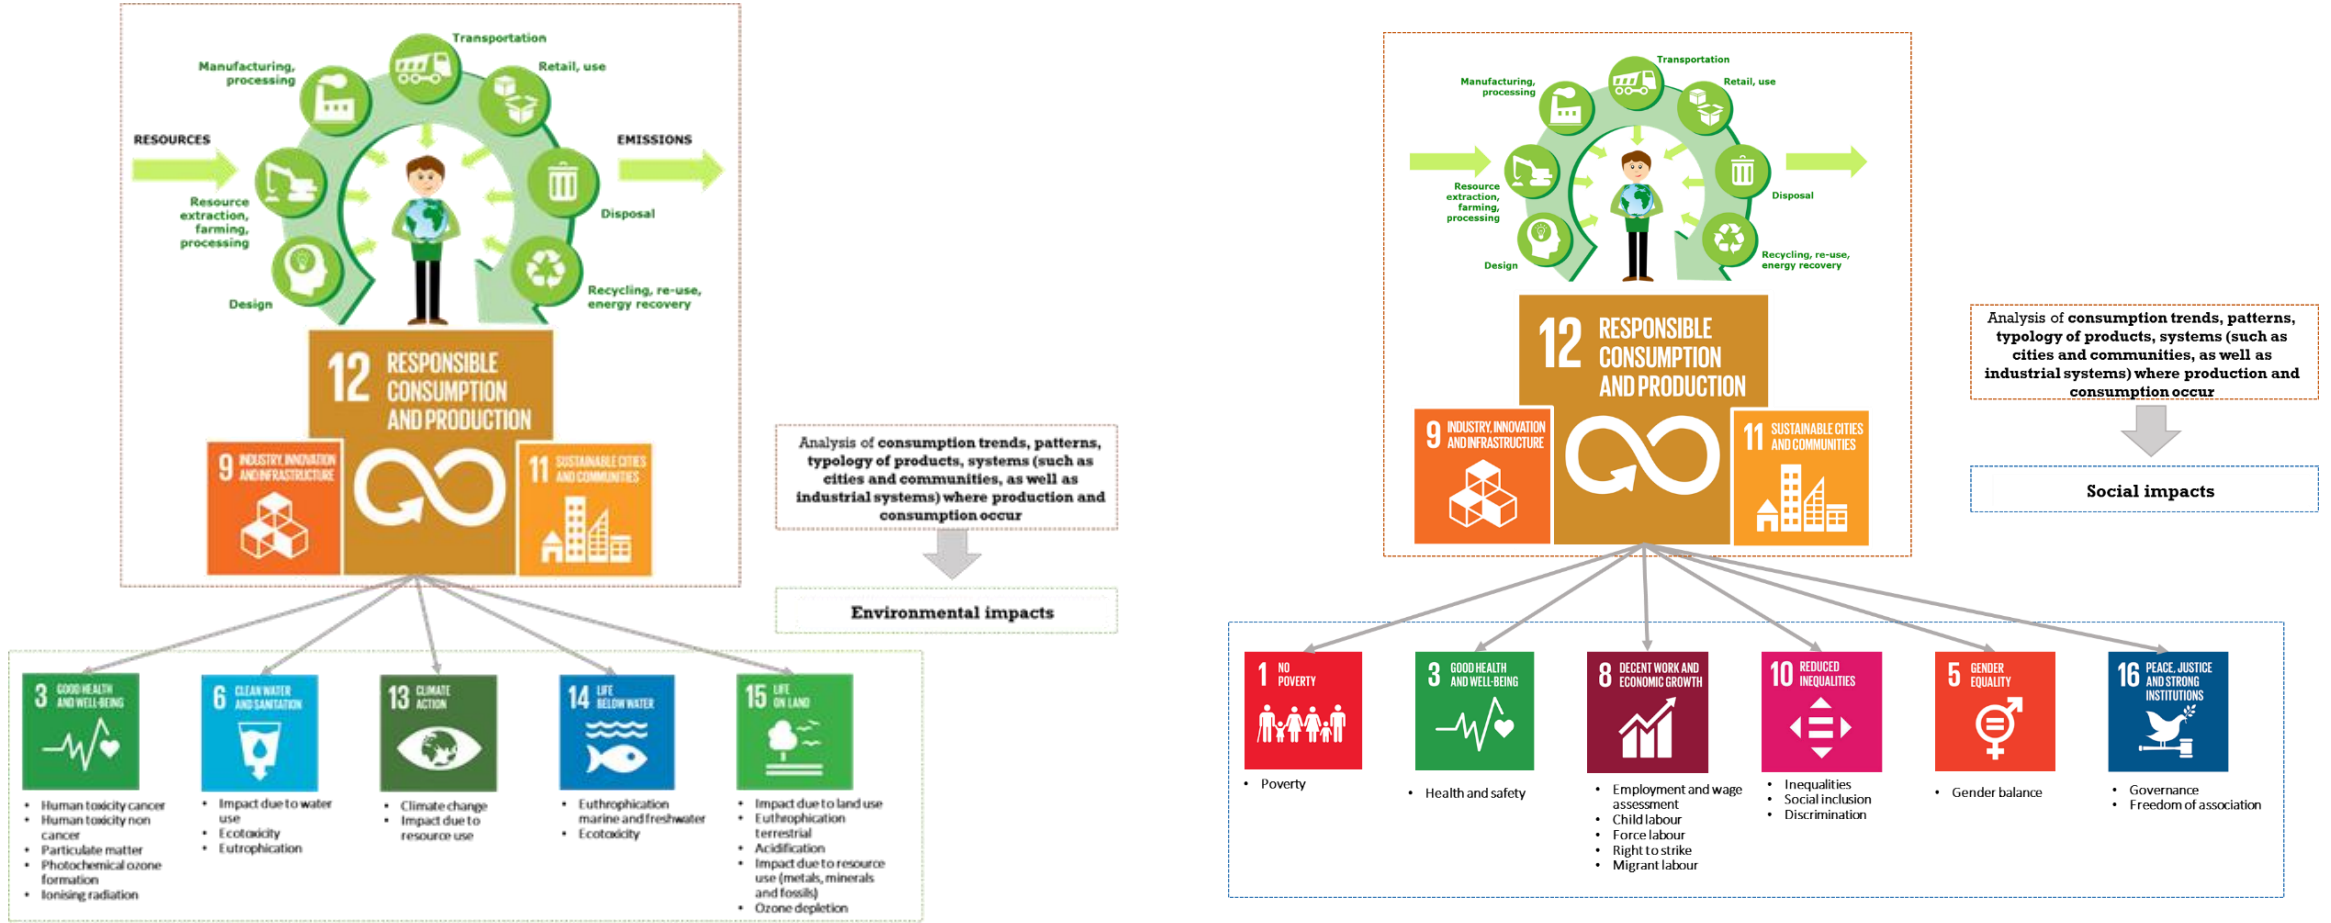 Transportation
Manufacturing,
processing
Retail, use
RESOURCES
EMISSIONS
Resource
extraction,
farming,
processing
Disposal
Design
Recycling, re-use,
energy recovery
12 RESPONSIBLE
CONSUMPTION
AND PRODUCTION
9 INDUSTRY, INNOVATION
AND INFRASTRUCTURE
11 SUSTAINABLE CITIES
AND COMMUNITIES
Analysis of consumption trends, patterns,
typology of products, systems (such as
cities and communities, as well as
industrial systems) where production and
consumption occur
Environmental impacts
3 GOOD HEALTH
AND WELL-BEING
• Human toxicity cancer
• Human toxicity non
cancer
• Particulate matter
• Photochemical ozone
formation
• Ionising radiation
6 CLEAN WATER
AND SANITATION
• Impact due to water
use
• Ecotoxicity
• Eutrophication
13 CLIMATE
ACTION
• Climate change
• Impact due to
resource use
14 LIFE
BELOW WATER
• Euthrophication
marine and freshwater
• Ecotoxicity
15 LIFE
ON LAND
• Impact due to land use
• Euthrophication
terrestrial
• Acidification
• Impact due to resource
use (metals, minerals
and fossils)
• Ozone depletion
Transportation
Manufacturing,
processing
Retail, use
Resource
extraction,
farming,
processing
Disposal
Design
Recycling, re-use,
energy recovery
12 RESPONSIBLE
CONSUMPTION
AND PRODUCTION
9 INDUSTRY, INNOVATION
AND INFRASTRUCTURE
11 SUSTAINABLE CITIES
AND COMMUNITIES
Analysis of consumption trends, patterns,
typology of products, systems (such as
cities and communities, as well as
industrial systems) where production and
consumption occur
Social impacts
1 NO
POVERTY
• Poverty
3 GOOD HEALTH
AND WELL-BEING
• Health and safety
8 DECENT WORK AND
ECONOMIC GROWTH
• Employment and wage
assessment
• Child labour
• Force labour
• Right to strike
• Migrant labour
10 REDUCED
INEQUALITIES
• Inequalities
• Social inclusion
• Discrimination
5 GENDER
EQUALITY
• Gender balance
16 PEACE, JUSTICE
AND STRONG
INSTITUTIONS
• Governance
• Freedom of association